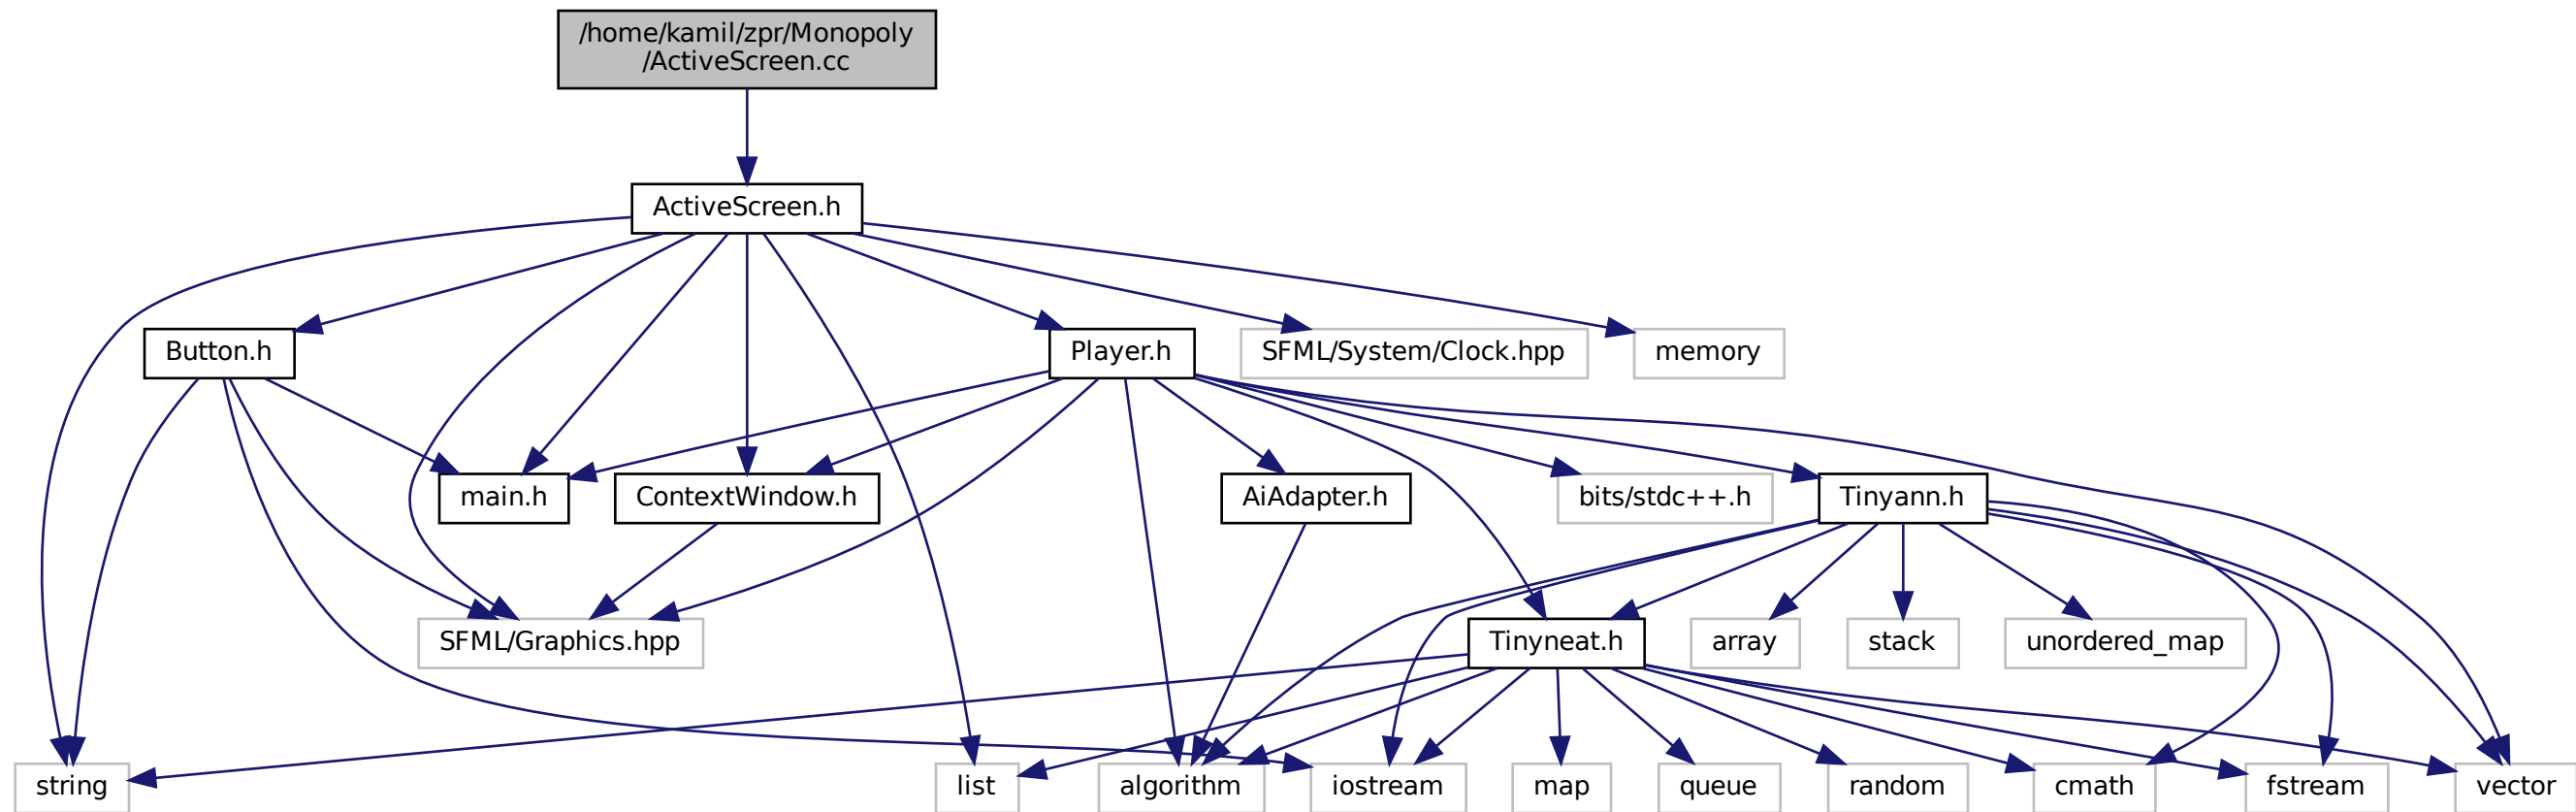 /home/kamil/zpr/Monopoly
/ActiveScreen.cc
ActiveScreen.h
Button.h
Player.h
SFML/System/Clock.hpp
memory
main.h
ContextWindow.h
AiAdapter.h
bits/stdc++.h
Tinyann.h
SFML/Graphics.hpp
Tinyneat.h
array
stack
unordered_map
string
list
algorithm
iostream
map
queue
random
cmath
fstream
vector